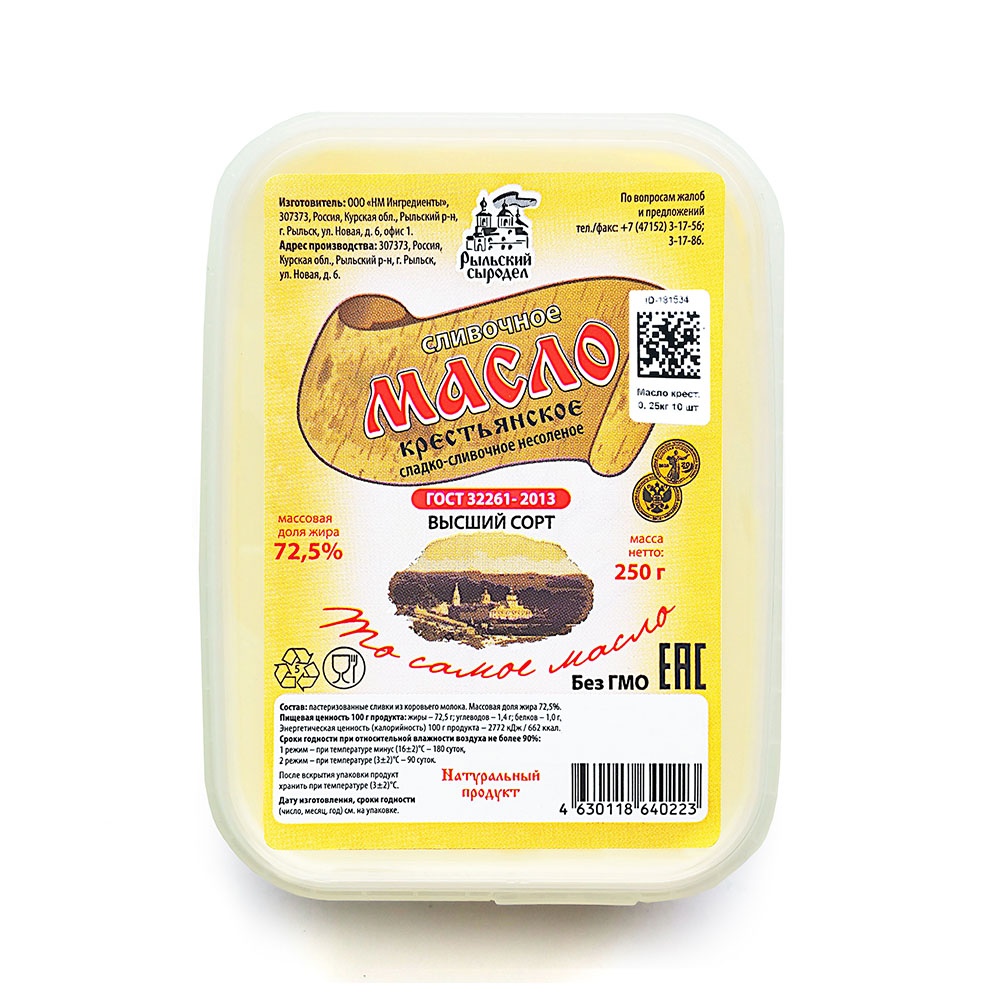 Изготовитель: ООО «НМ Ингредиенты»,
307373, Россия, Курская обл., Рыльский р-н,
г. Рыльск, ул. Новая, д. 6, офис 1.
Адрес производства: 307373, Россия,
Курская обл., Рыльский р-н, г. Рыльск,
ул. Новая, д. 6.
Рыльский
сыродел
По вопросам жалоб
и предложений
тел./факс: +7 (47152) 3-17-56;
3-17-86.
ID-191534
Масло крест.
0. 25кг 10 шт
сливочное
масло
крестьянское
сладко-сливочное несоленое
ГОСТ 32261- 2013
ВЫСШИЙ СОРТ
массовая
доля жира
72,5%
масса
нетто:
250 г
То самое масло
5
Без ГМО
ЕАС
Состав: пастеризованные сливки из коровьего молока. Массовая доля жира 72,5%.
Пищевая ценность 100 г продукта: жиры – 72,5 г; углеводов – 1,4 г; белков – 1,0 г,
Энергетическая ценность (калорийность) 100 г продукта – 2772 кДж / 662 ккал.
Сроки годности при относительной влажности воздуха не более 90%:
1 режим – при температуре минус (16±2)°С – 180 суток,
2 режим – при температуре (3±2)°С – 90 суток.
После вскрытия упаковки продукт
хранить при температуре (3±2)°С.
Дату изготовления, сроки годности
(число, месяц, год) см. на упаковке.
Натуральный
продукт
4 630118 640223